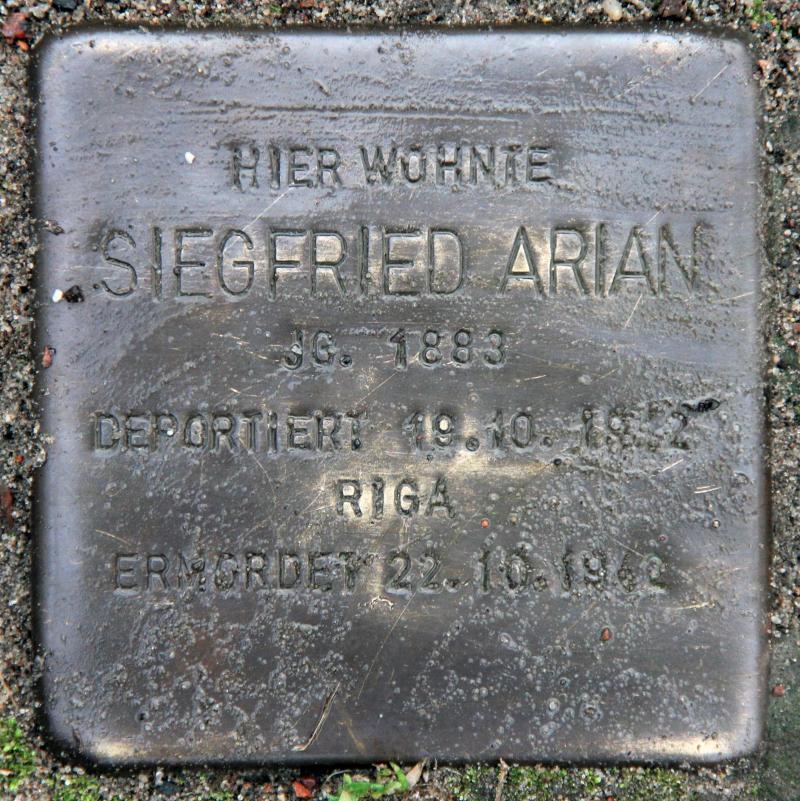 HIER WOHNTE
SIEGFRIED ARIAN
JG. 1883
DEPORTIERT 19.10.1942
RIGA
ERMORDET 22.10.1942